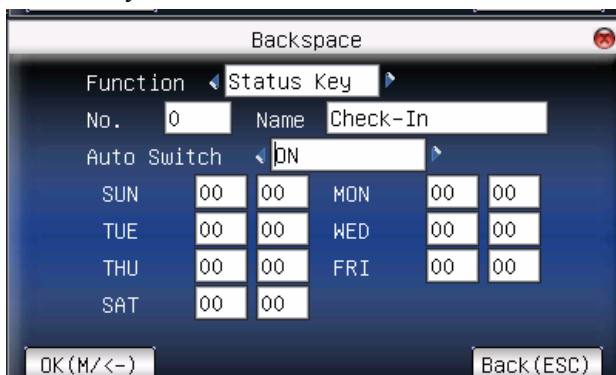 Backspace
Function Status Key
No. 0 Name Check-In
Auto Switch ON
SUN 00 00 MON 00 00
TUE 00 00 WED 00 00
THU 00 00 FRI 00 00
SAT 00 00
OK(M/<-) Back(ESC)